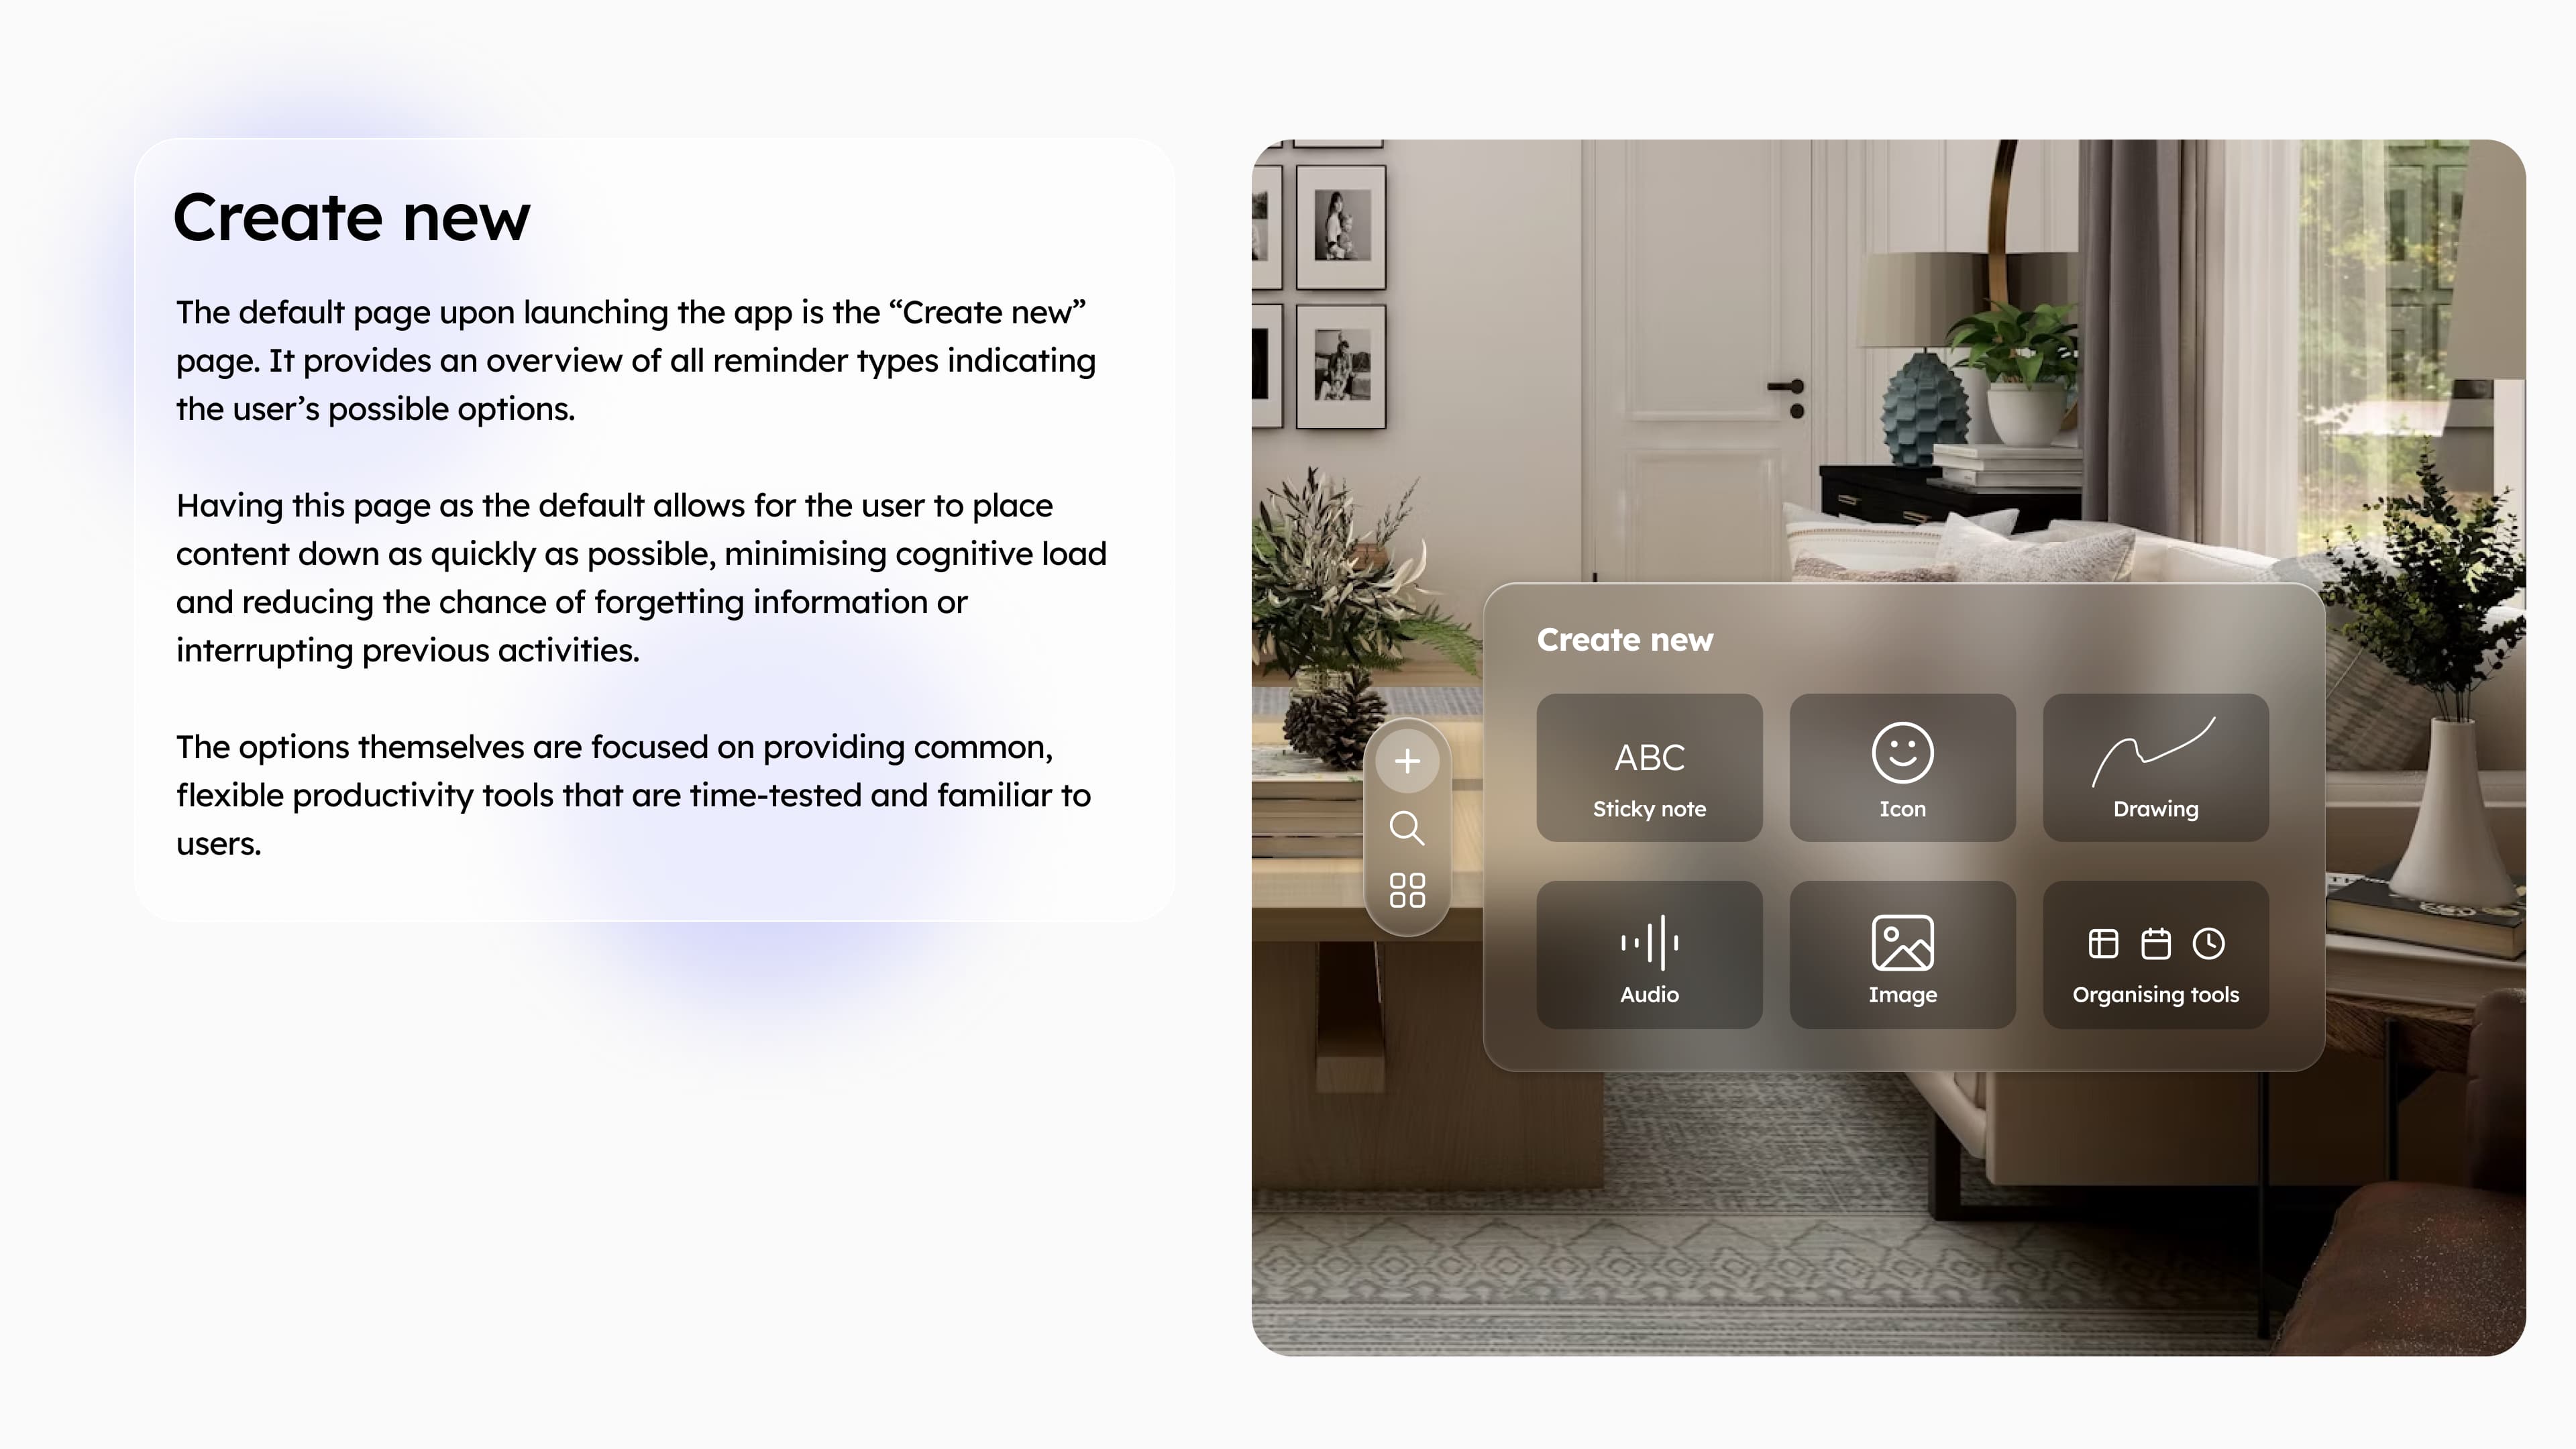 Create new
The default page upon launching the app is the “Create new”
page. It provides an overview of all reminder types indicating
the user’s possible options.
Having this page as the default allows for the user to place
content down as quickly as possible, minimising cognitive load
and reducing the chance of forgetting information or
interrupting previous activities.
The options themselves are focused on providing common,
flexible productivity tools that are time-tested and familiar to
users.
Create new
ABC
Sticky note
Icon
Drawing
Audio
Image
Organising tools